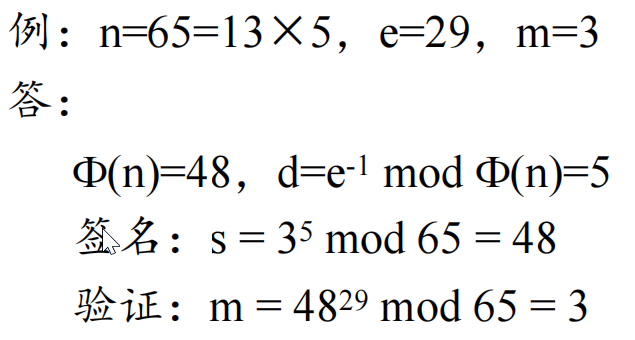 例：n=65=13×5，e=29，m=3
答：
Φ(n)=48，d=e⁻¹ mod Φ(n)=5
签名：s = 3⁵ mod 65 = 48
验证：m = 48²⁹ mod 65 = 3